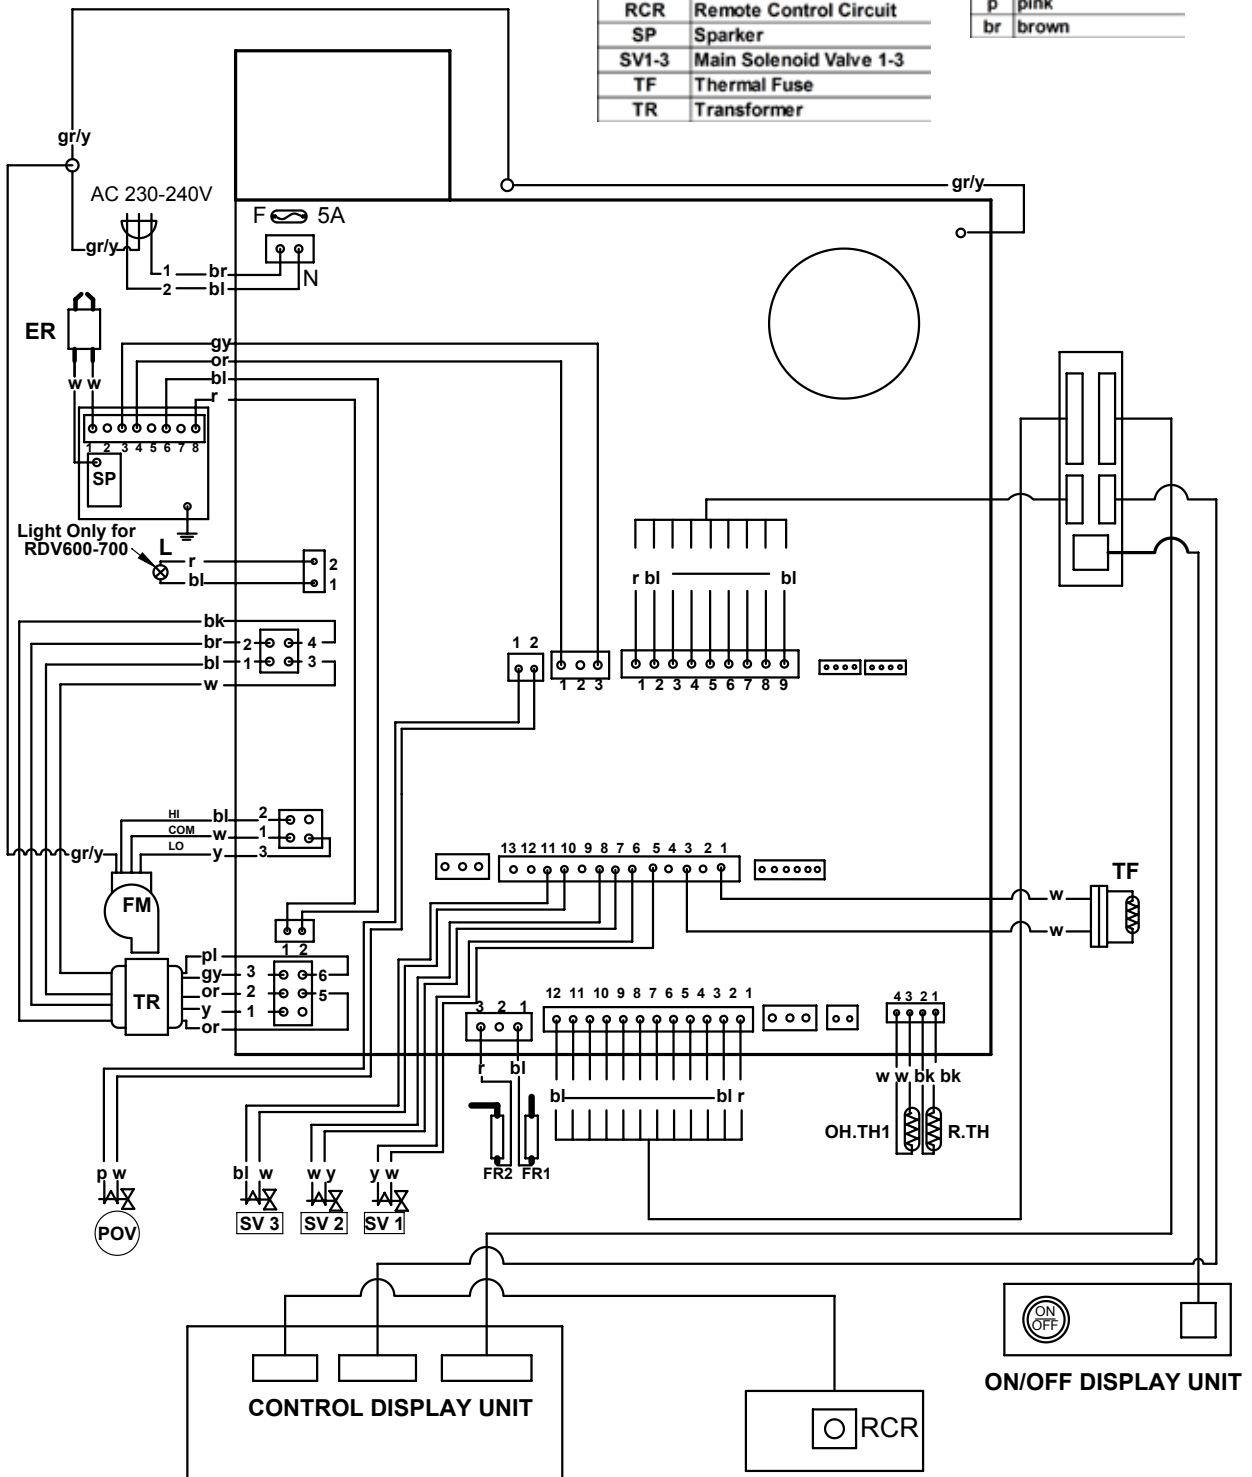 RCR Remote Control Circuit
SP Sparker
SV1-3 Main Solenoid Valve 1-3
TF Thermal Fuse
TR Transformer
p pink
br brown
gr/y
gr/y
AC 230-240V
F 5A
gr/y
1 br
2 bl
N
ER
w w
gy
or
bl
r
1 2 3 4 5 6 7 8
SP
Light Only for
RDV600-700
L
r 2
bl 1
r bl bl
bk
br 2 4
bl 1 3
w
1 2
1 2 3
1 2 3 4 5 6 7 8 9
HI bl 2
COM w 1
LO y 3
gr/y
FM
13 12 11 10 9 8 7 6 5 4 3 2 1
TF
w
w
1 2
pl
gy 3 6
or 2 5
y 1
or
TR
3 2 1
12 11 10 9 8 7 6 5 4 3 2 1
4 3 2 1
r bl
bl bl r
w w bk bk
OH.TH1 R.TH
FR2 FR1
p w
bl w
w y
y w
POV
SV 3
SV 2
SV 1
ON
OFF
ON/OFF DISPLAY UNIT
CONTROL DISPLAY UNIT
RCR